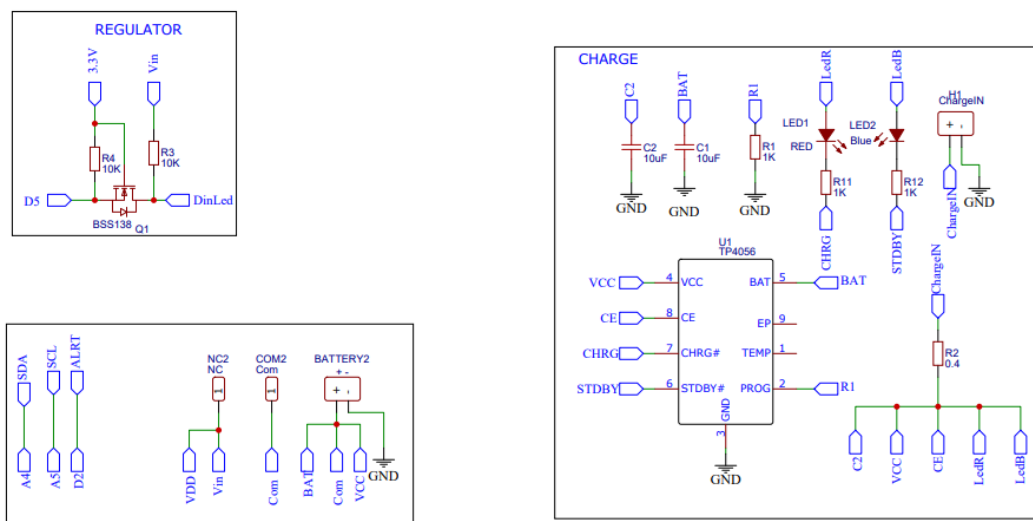 REGULATOR
3.3V
Vin
R4
10K
R3
10K
D5
DinLed
BSS138
Q1
SDA
SCL
ALRT
A4
A5
D2
NC2
NC
1
VDD
Vin
COM2
Com
1
Com
BATTERY2
+ -
+ -
BAT
Com
VCC
GND
CHARGE
C2
C2
10uF
GND
BAT
C1
10uF
GND
R1
R1
1K
GND
LedR
LED1
RED
R11
1K
CHRG
LedB
LED2
Blue
R12
1K
STDBY
H1
ChargeIN
+ -
ChargeIN
GND
U1
TP4056
VCC 4 VCC
CE 8 CE
CHRG 7 CHRG#
STDBY 6 STDBY#
BAT 5 BAT
EP 9
TEMP 1
PROG 2 R1
GND
3
GND
ChargeIN
R2
0.4
C2
VCC
CE
LedR
LedB